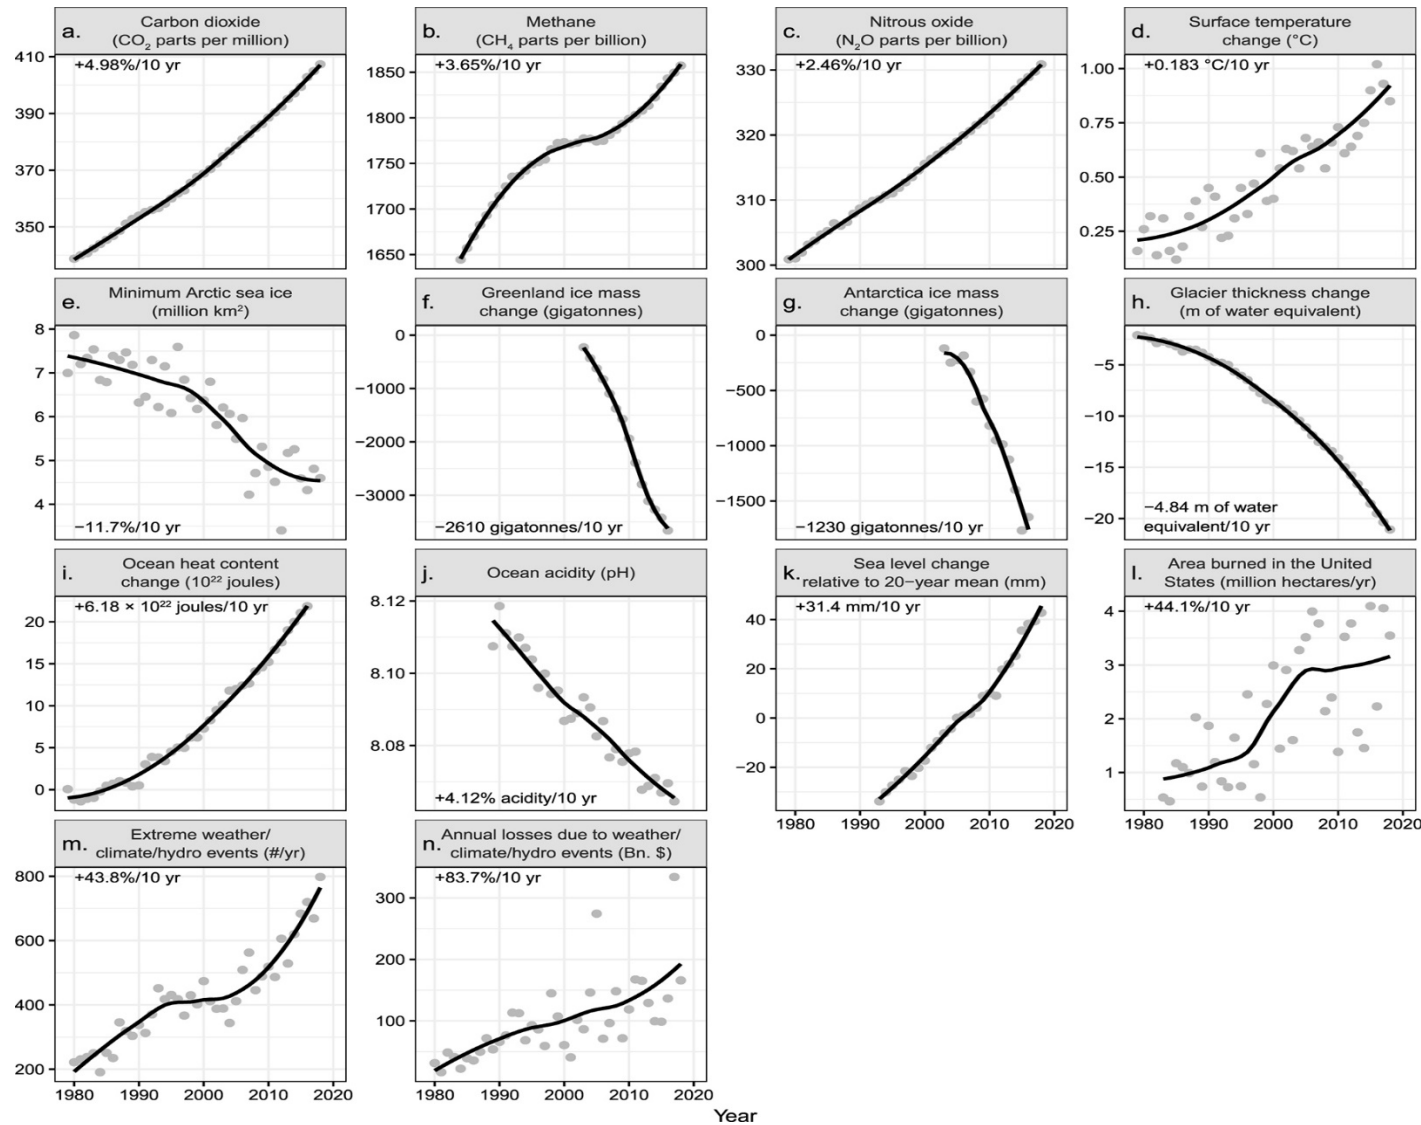 a. Carbon dioxide
(CO₂ parts per million)
+4.98%/10 yr
410
390
370
350
b. Methane
(CH₄ parts per billion)
+3.65%/10 yr
1850
1800
1750
1700
1650
c. Nitrous oxide
(N₂O parts per billion)
+2.46%/10 yr
330
320
310
300
d. Surface temperature
change (°C)
+0.183 °C/10 yr
1.00
0.75
0.50
0.25
e. Minimum Arctic sea ice
(million km²)
8
7
6
5
4
−11.7%/10 yr
f. Greenland ice mass
change (gigatonnes)
0
−1000
−2000
−3000
−2610 gigatonnes/10 yr
g. Antarctica ice mass
change (gigatonnes)
0
−500
−1000
−1500
−1230 gigatonnes/10 yr
h. Glacier thickness change
(m of water equivalent)
−5
−10
−15
−20
−4.84 m of water
equivalent/10 yr
i. Ocean heat content
change (10²² joules)
+6.18 × 10²² joules/10 yr
20
15
10
5
0
j. Ocean acidity (pH)
8.12
8.10
8.08
+4.12% acidity/10 yr
k. Sea level change
relative to 20−year mean (mm)
+31.4 mm/10 yr
40
20
0
−20
1980 1990 2000 2010 2020
l. Area burned in the United
States (million hectares/yr)
+44.1%/10 yr
4
3
2
1
1980 1990 2000 2010 2020
m. Extreme weather/
climate/hydro events (#/yr)
+43.8%/10 yr
800
600
400
200
1980 1990 2000 2010 2020
n. Annual losses due to weather/
climate/hydro events (Bn. $)
+83.7%/10 yr
300
200
100
1980 1990 2000 2010 2020
Year